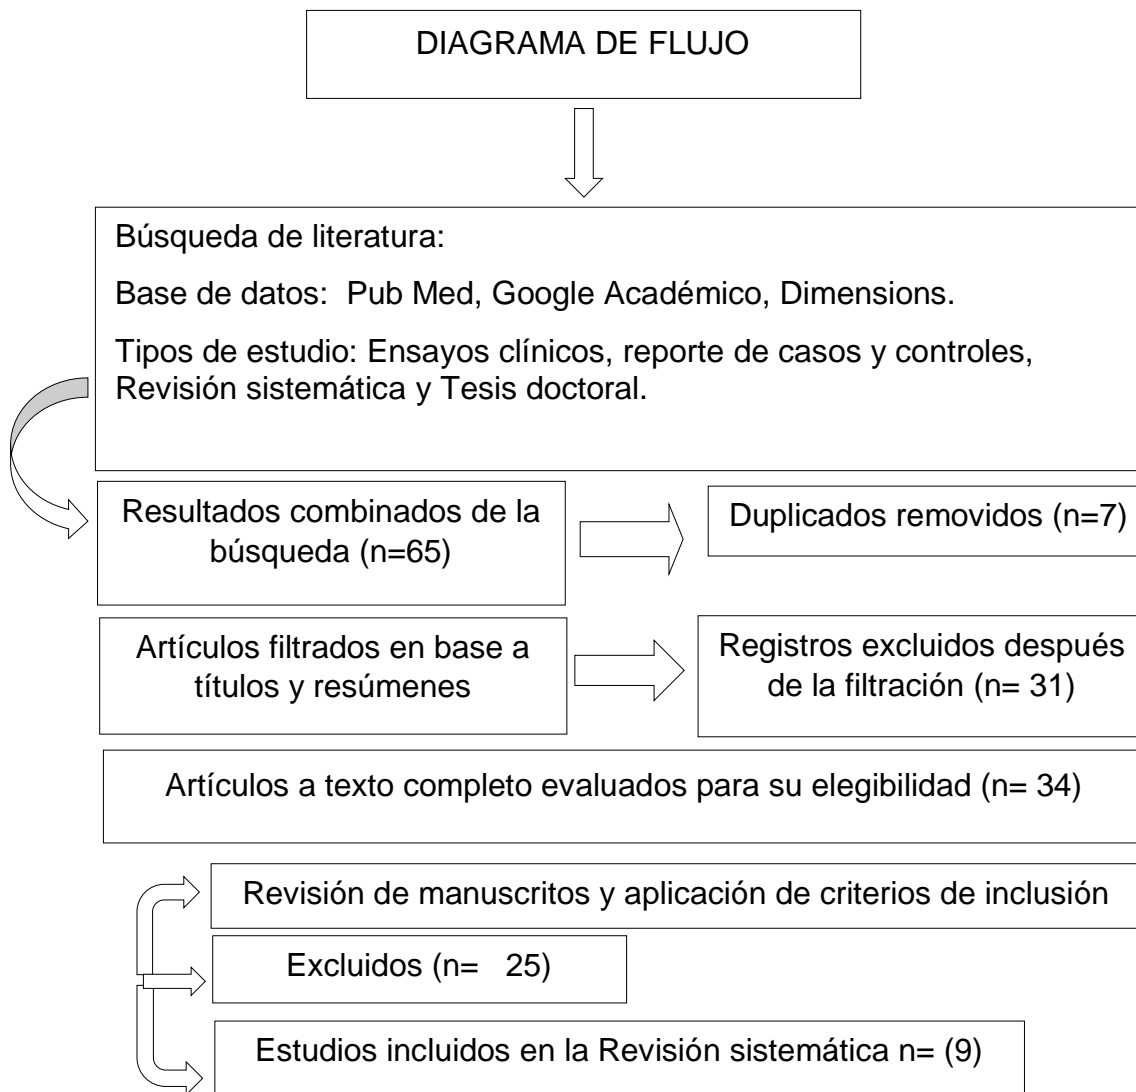 DIAGRAMA DE FLUJO
Búsqueda de literatura:
Base de datos:  Pub Med, Google Académico, Dimensions.
Tipos de estudio: Ensayos clínicos, reporte de casos y controles,
Revisión sistemática y Tesis doctoral.
Resultados combinados de la
búsqueda (n=65)
Duplicados removidos (n=7)
Artículos filtrados en base a
títulos y resúmenes
Registros excluidos después
de la filtración (n= 31)
Artículos a texto completo evaluados para su elegibilidad (n= 34)
Revisión de manuscritos y aplicación de criterios de inclusión
Excluidos (n=   25)
Estudios incluidos en la Revisión sistemática n= (9)